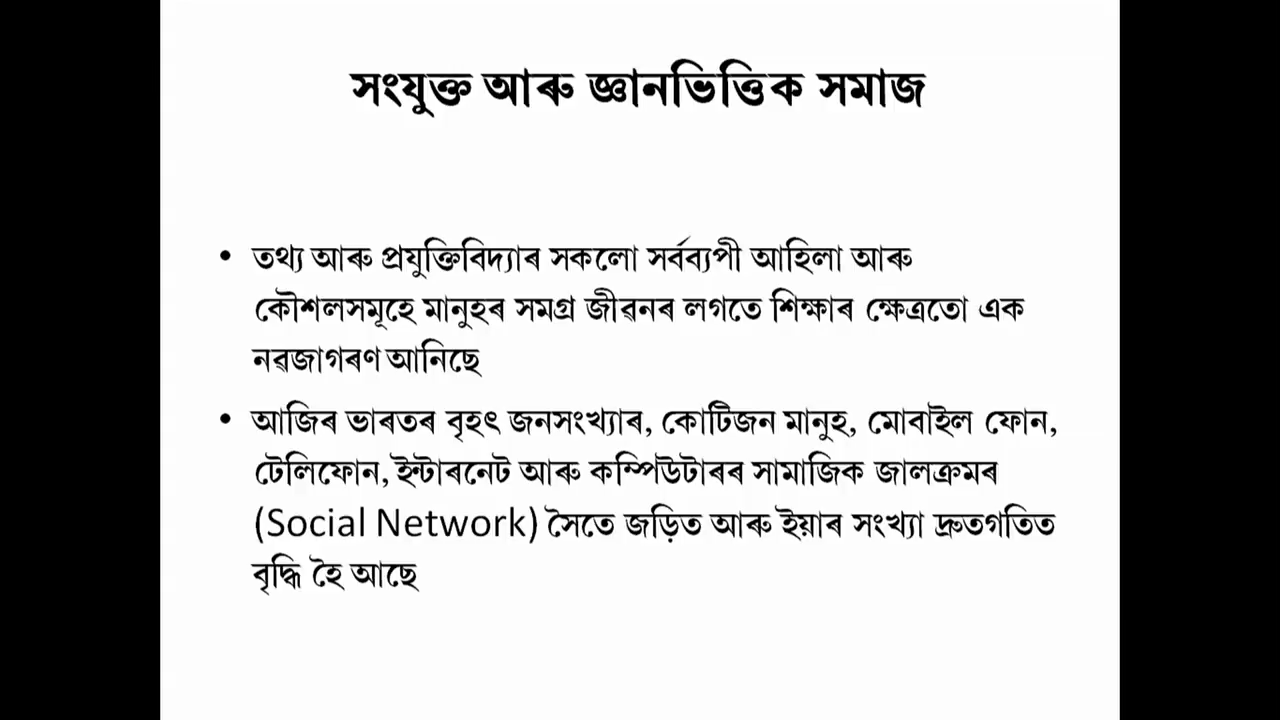 সংযুক্ত আৰু জ্ঞানভিত্তিক সমাজ
• তথ্য আৰু প্ৰযুক্তিবিদ্যাৰ সকলো সৰ্বব্যপী আহিলা আৰু
কৌশলসমূহে মানুহৰ সমগ্ৰ জীৱনৰ লগতে শিক্ষাৰ ক্ষেত্ৰতো এক
নৱজাগৰণ আনিছে
• আজিৰ ভাৰতৰ বৃহৎ জনসংখ্যাৰ, কোটিজন মানুহ, মোবাইল ফোন,
টেলিফোন, ইন্টাৰনেট আৰু কম্পিউটাৰৰ সামাজিক জালক্ৰমৰ
(Social Network) সৈতে জড়িত আৰু ইয়াৰ সংখ্যা দ্ৰুতগতিত
বৃদ্ধি হৈ আছে